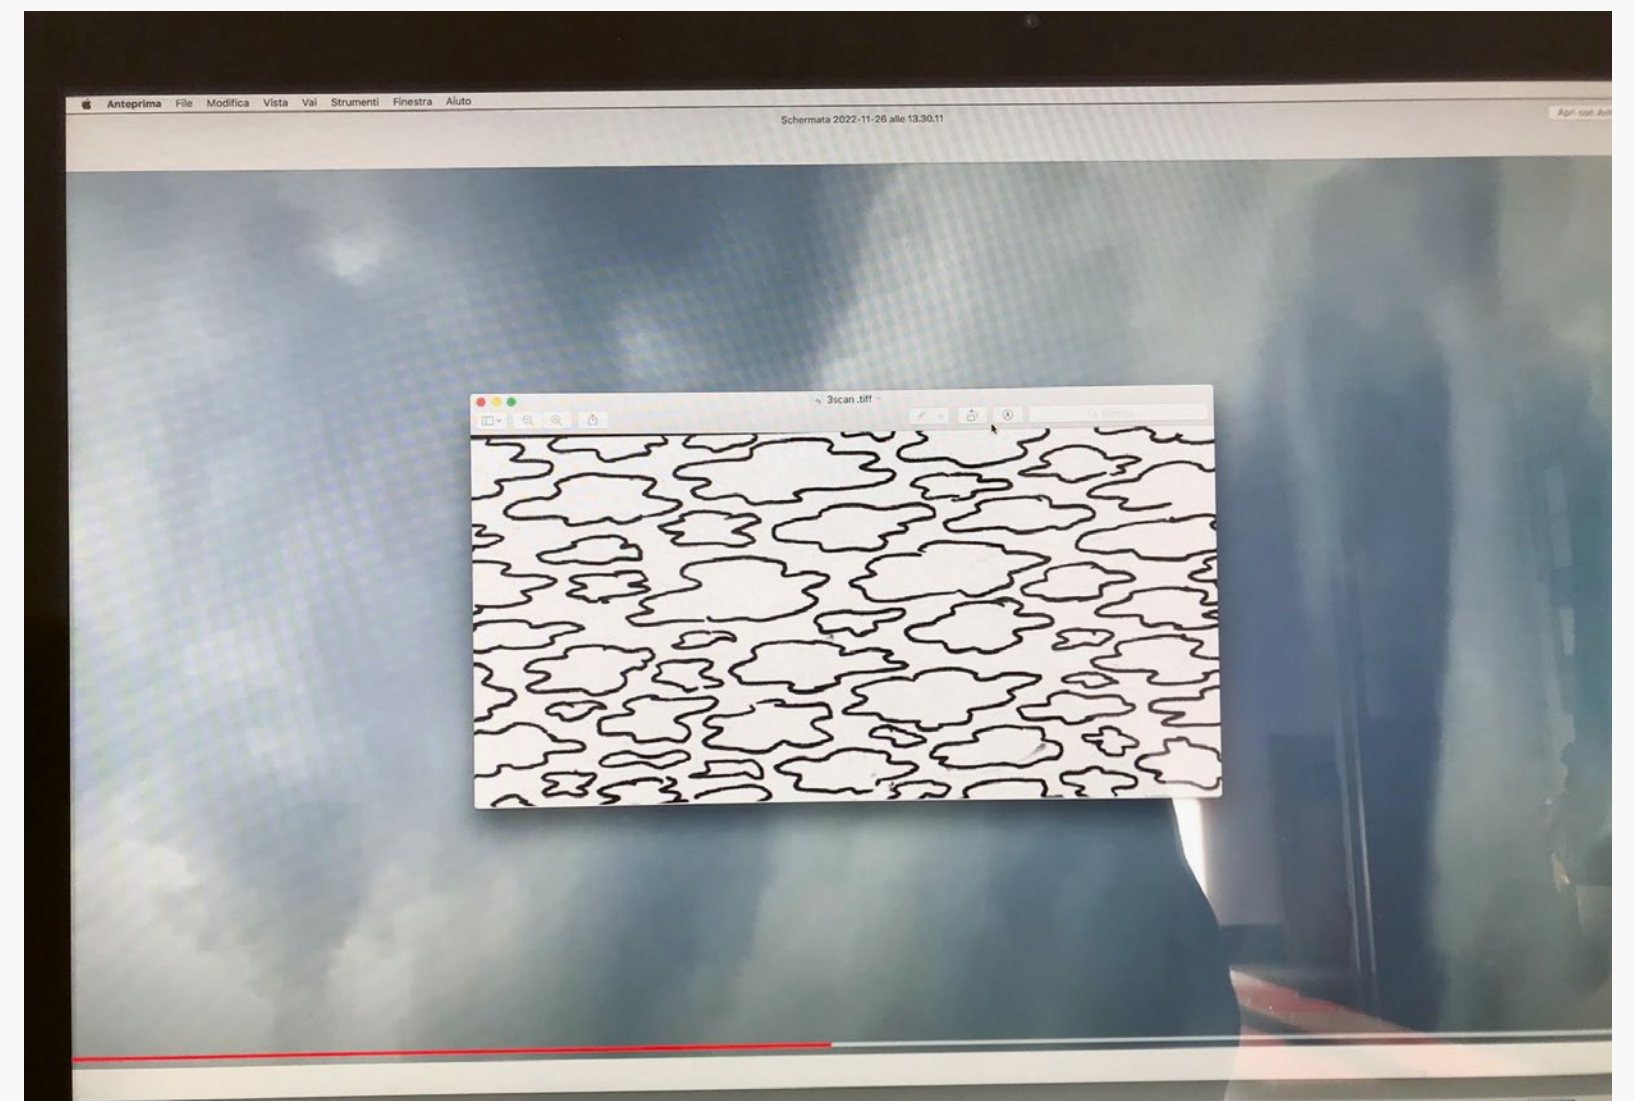 Anteprima File Modifica Vista Vai Strumenti Finestra Aiuto
Schermata 2022-11-26 alle 13.30.11
3scan .tiff